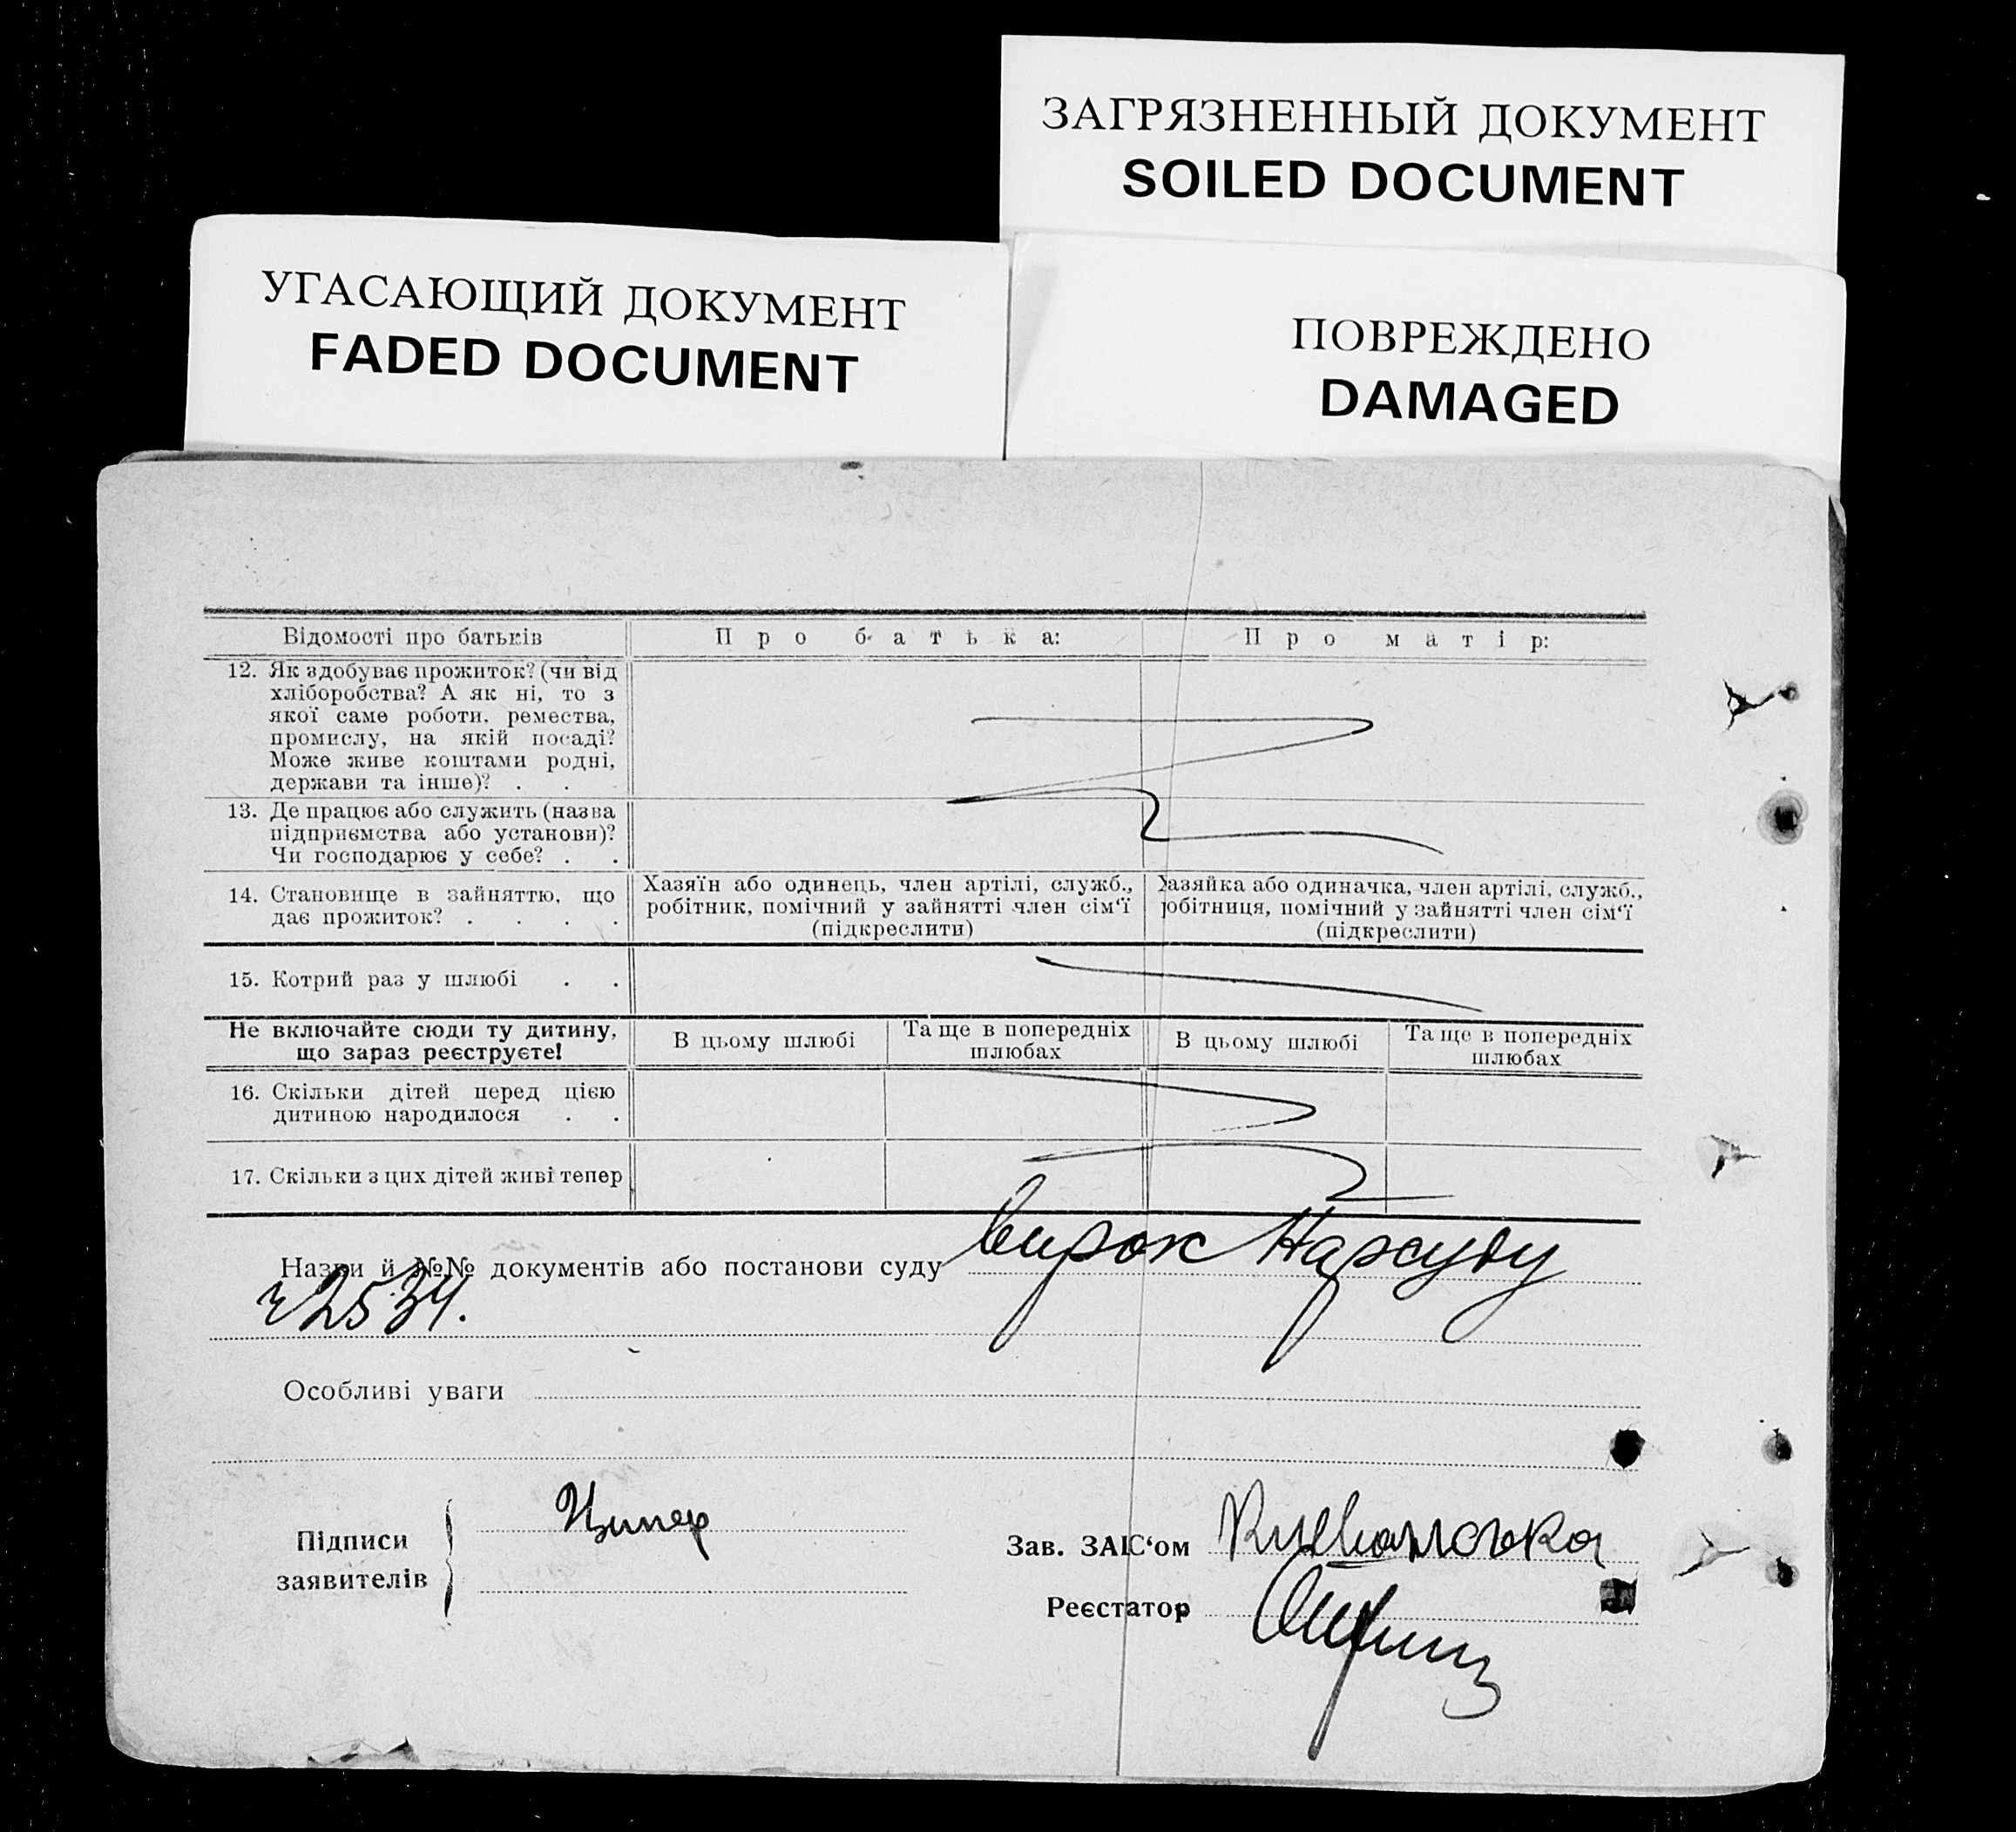 ЗАГРЯЗНЕННЫЙ ДОКУМЕНТ
SOILED DOCUMENT
УГАСАЮЩИЙ ДОКУМЕНТ
FADED DOCUMENT
ПОВРЕЖДЕНО
DAMAGED
Відомості про батьків
Про батька:
Про матір:
12. Як здобуває прожиток? (чи від
хліборобства? А як ні, то з
якої саме роботи, ремества,
промислу, на якій посаді?
Може живе коштами родні,
держави та інше)? . .
13. Де працює або служить (назва
підприємства або установи)?
Чи господарює у себе? . .
14. Становище в зайняттю, що
дає прожиток? . . . .
Хазяїн або одинець, член артілі, служб.,
робітник, помічний у зайнятті член сім‘ї
(підкреслити)
Хазяйка або одиначка, член артілі, служб.,
робітниця, помічний у зайнятті член сім‘ї
(підкреслити)
15. Котрий раз у шлюбі . .
Не включайте сюди ту дитину,
що зараз реєструєте!
В цьому шлюбі
Та ще в попередніх
шлюбах
В цьому шлюбі
Та ще в попередніх
шлюбах
16. Скільки дітей перед цією
дитиною народилося . .
17. Скільки з цих дітей живі тепер
Назви й №№ документів або постанови суду вирок Нарсуду
ч 2534.
Особливі уваги
Підписи
заявителів
Ципер
Зав. ЗАІС‘ом
Реєстатор